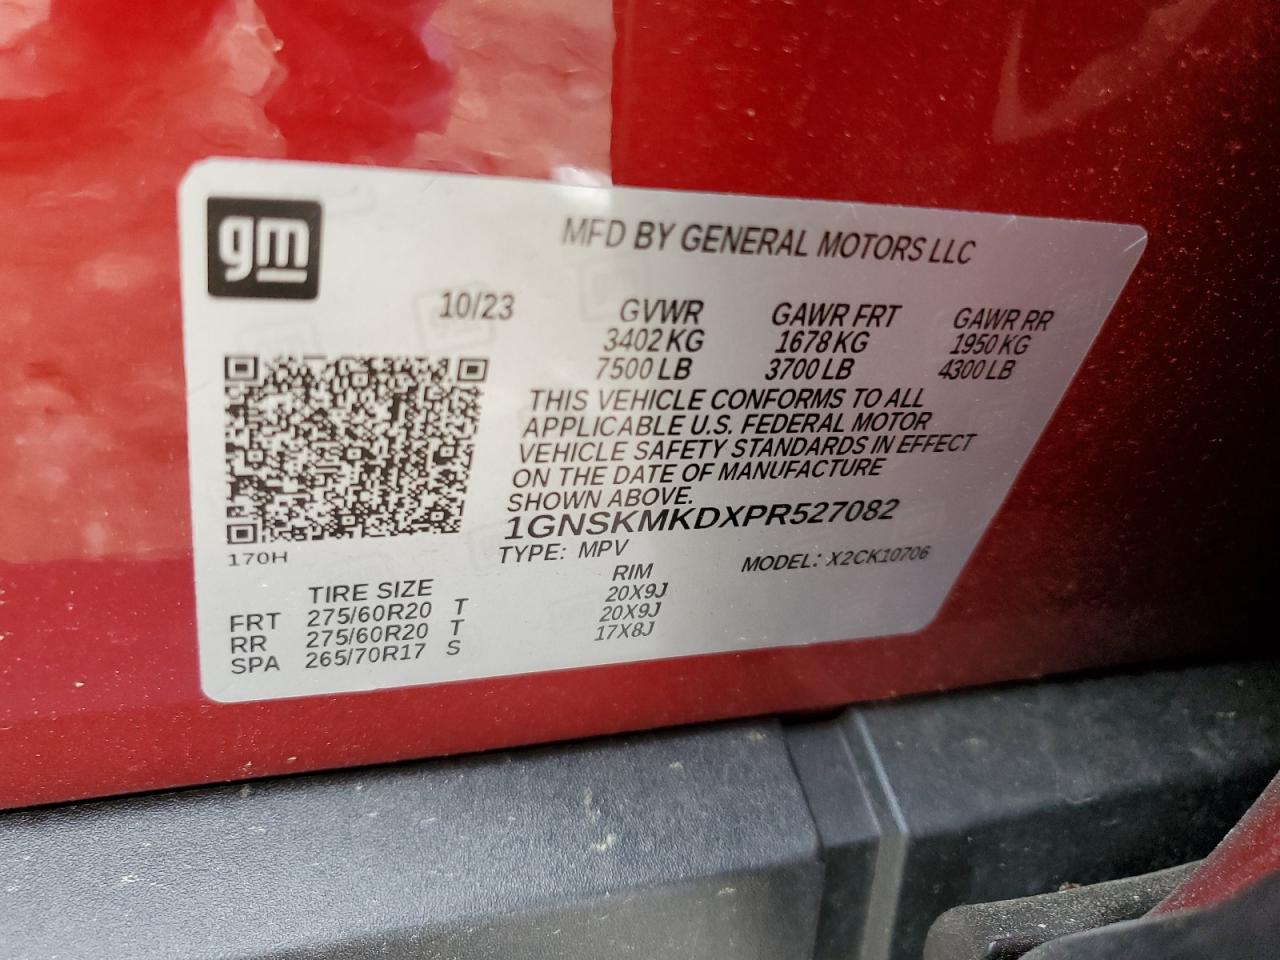 gm
MFD BY GENERAL MOTORS LLC
10/23 GVWR GAWR FRT GAWR RR
3402 KG 1678 KG 1950 KG
7500 LB 3700 LB 4300 LB
THIS VEHICLE CONFORMS TO ALL
APPLICABLE U.S. FEDERAL MOTOR
VEHICLE SAFETY STANDARDS IN EFFECT
ON THE DATE OF MANUFACTURE
SHOWN ABOVE.
1GNSKMKDXPR527082
170H
TYPE: MPV MODEL: X2CK10706
TIRE SIZE RIM
FRT 275/60R20 T 20X9J
RR 275/60R20 T 20X9J
SPA 265/70R17 S 17X8J